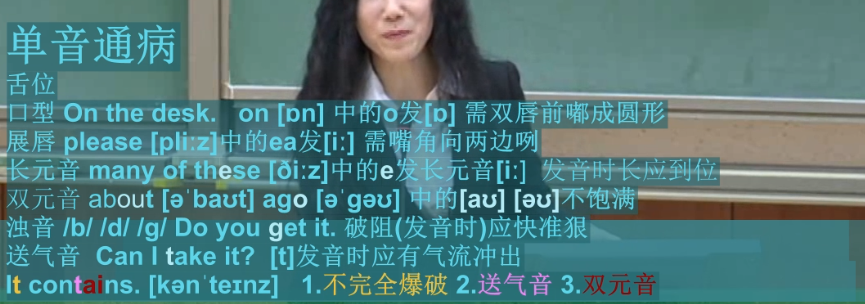 单音通病
舌位
口型 On the desk. on [ɒn] 中的o发[ɒ] 需双唇前嘟成圆形
展唇 please [pliːz]中的ea发[iː] 需嘴角向两边咧
长元音 many of these [ðiːz]中的e发长元音[iː] 发音时长应到位
双元音 about [əˈbaʊt] ago [əˈgəʊ] 中的[aʊ] [əʊ]不饱满
浊音 /b/ /d/ /g/ Do you get it. 破阻(发音时)应快准狠
送气音 Can I take it? [t]发音时应有气流冲出
It contains. [kənˈteɪnz] 1.不完全爆破 2.送气音 3.双元音